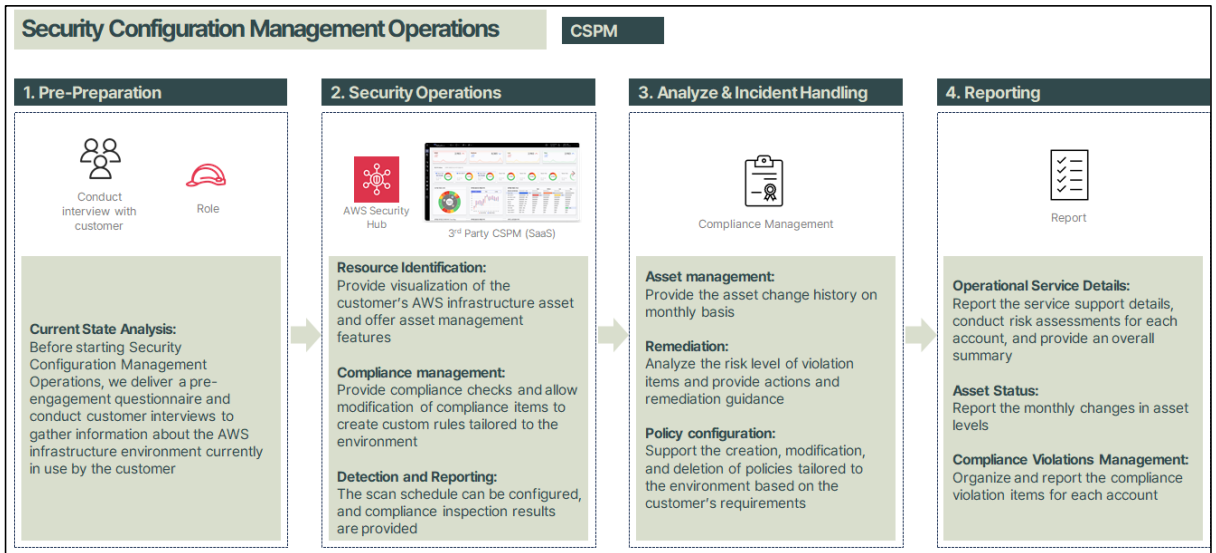 Security Configuration Management Operations
CSPM
1. Pre-Preparation
Conduct
interview with
customer
Role
Current State Analysis:
Before starting Security
Configuration Management
Operations, we deliver a pre-
engagement questionnaire and
conduct customer interviews to
gather information about the AWS
infrastructure environment currently
in use by the customer
2. Security Operations
AWS Security
Hub
3rd Party CSPM (SaaS)
Resource Identification:
Provide visualization of the
customer's AWS infrastructure asset
and offer asset management
features
Compliance management:
Provide compliance checks and allow
modification of compliance items to
create custom rules tailored to the
environment
Detection and Reporting:
The scan schedule can be configured,
and compliance inspection results
are provided
3. Analyze & Incident Handling
Compliance Management
Asset management:
Provide the asset change history on
monthly basis
Remediation:
Analyze the risk level of violation
items and provide actions and
remediation guidance
Policy configuration:
Support the creation, modification,
and deletion of policies tailored to
the environment based on the
customer's requirements
4. Reporting
Report
Operational Service Details:
Report the service support details,
conduct risk assessments for each
account, and provide an overall
summary
Asset Status:
Report the monthly changes in asset
levels
Compliance Violations Management:
Organize and report the compliance
violation items for each account